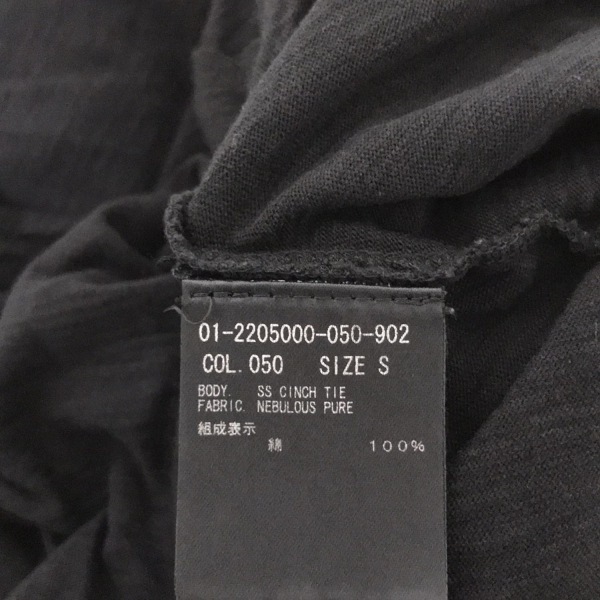 01-2205000-050-902
COL.050 SIZE S
BODY. SS CINCH TIE
FABRIC. NEBULOUS PURE
組成表示
綿 100%